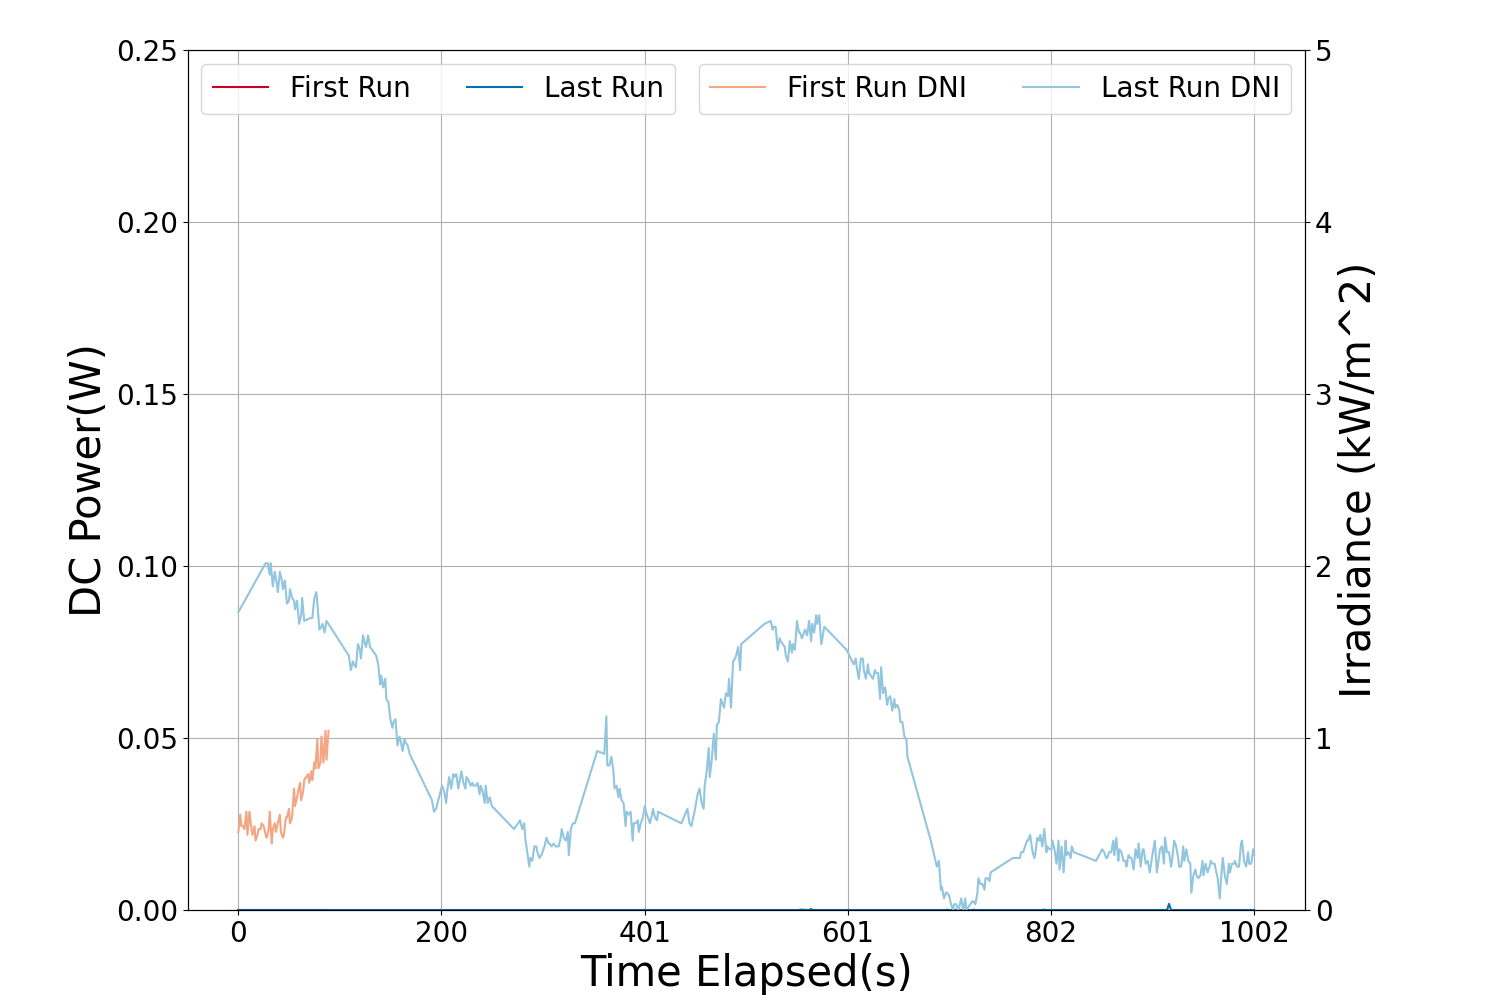 First Run
Last Run
First Run DNI
Last Run DNI
DC Power(W)
0.25
0.20
0.15
0.10
0.05
0.00
5
4
3
2
1
0
Irradiance (kW/m^2)
0 200 401 601 802 1002
Time Elapsed(s)